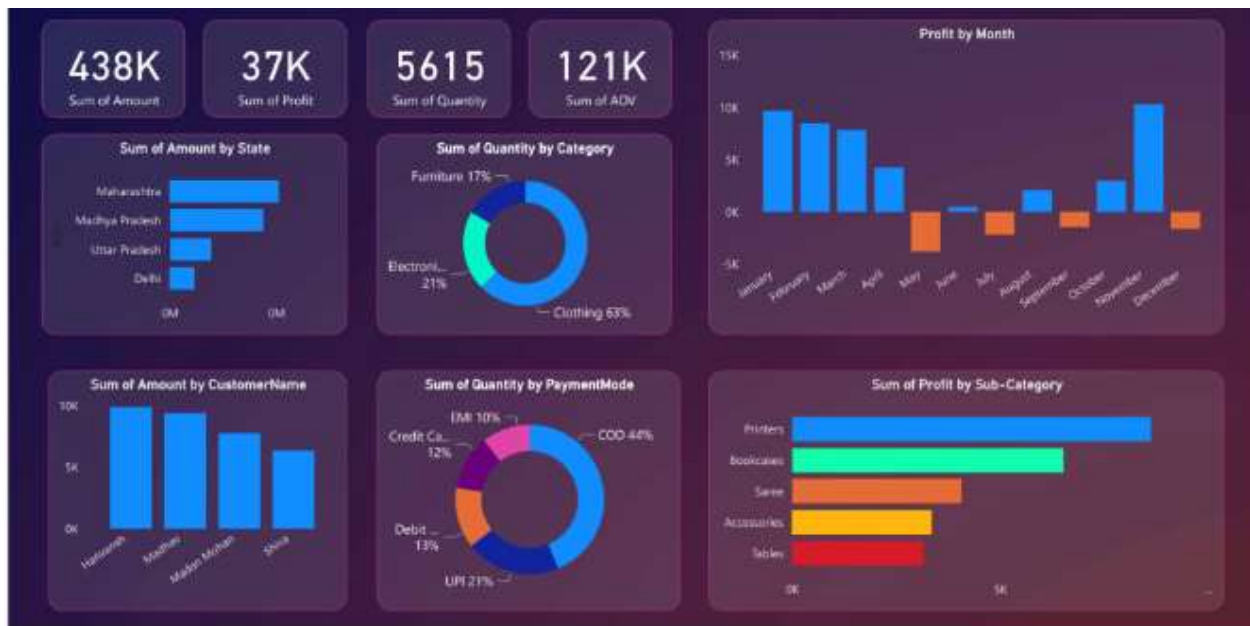 438K
Sum of Amount
37K
Sum of Profit
5615
Sum of Quantity
121K
Sum of AOV
Profit by Month
15K
10K
5K
0K
-5K
January
February
March
April
May
June
July
August
September
October
November
December
Sum of Amount by State
Maharashtra
Madhya Pradesh
Uttar Pradesh
Delhi
0M
0M
Sum of Quantity by Category
Furniture 17%
Electroni...
21%
Clothing 63%
Sum of Amount by CustomerName
10K
5K
0K
Harivansh
Madhav
Madan Mohan
Shiva
Sum of Quantity by PaymentMode
EMI 10%
COD 44%
Credit Ca...
12%
Debit ...
13%
UPI 21%
Sum of Profit by Sub-Category
Printers
Bookcases
Saree
Accessories
Tables
0K
5K
...